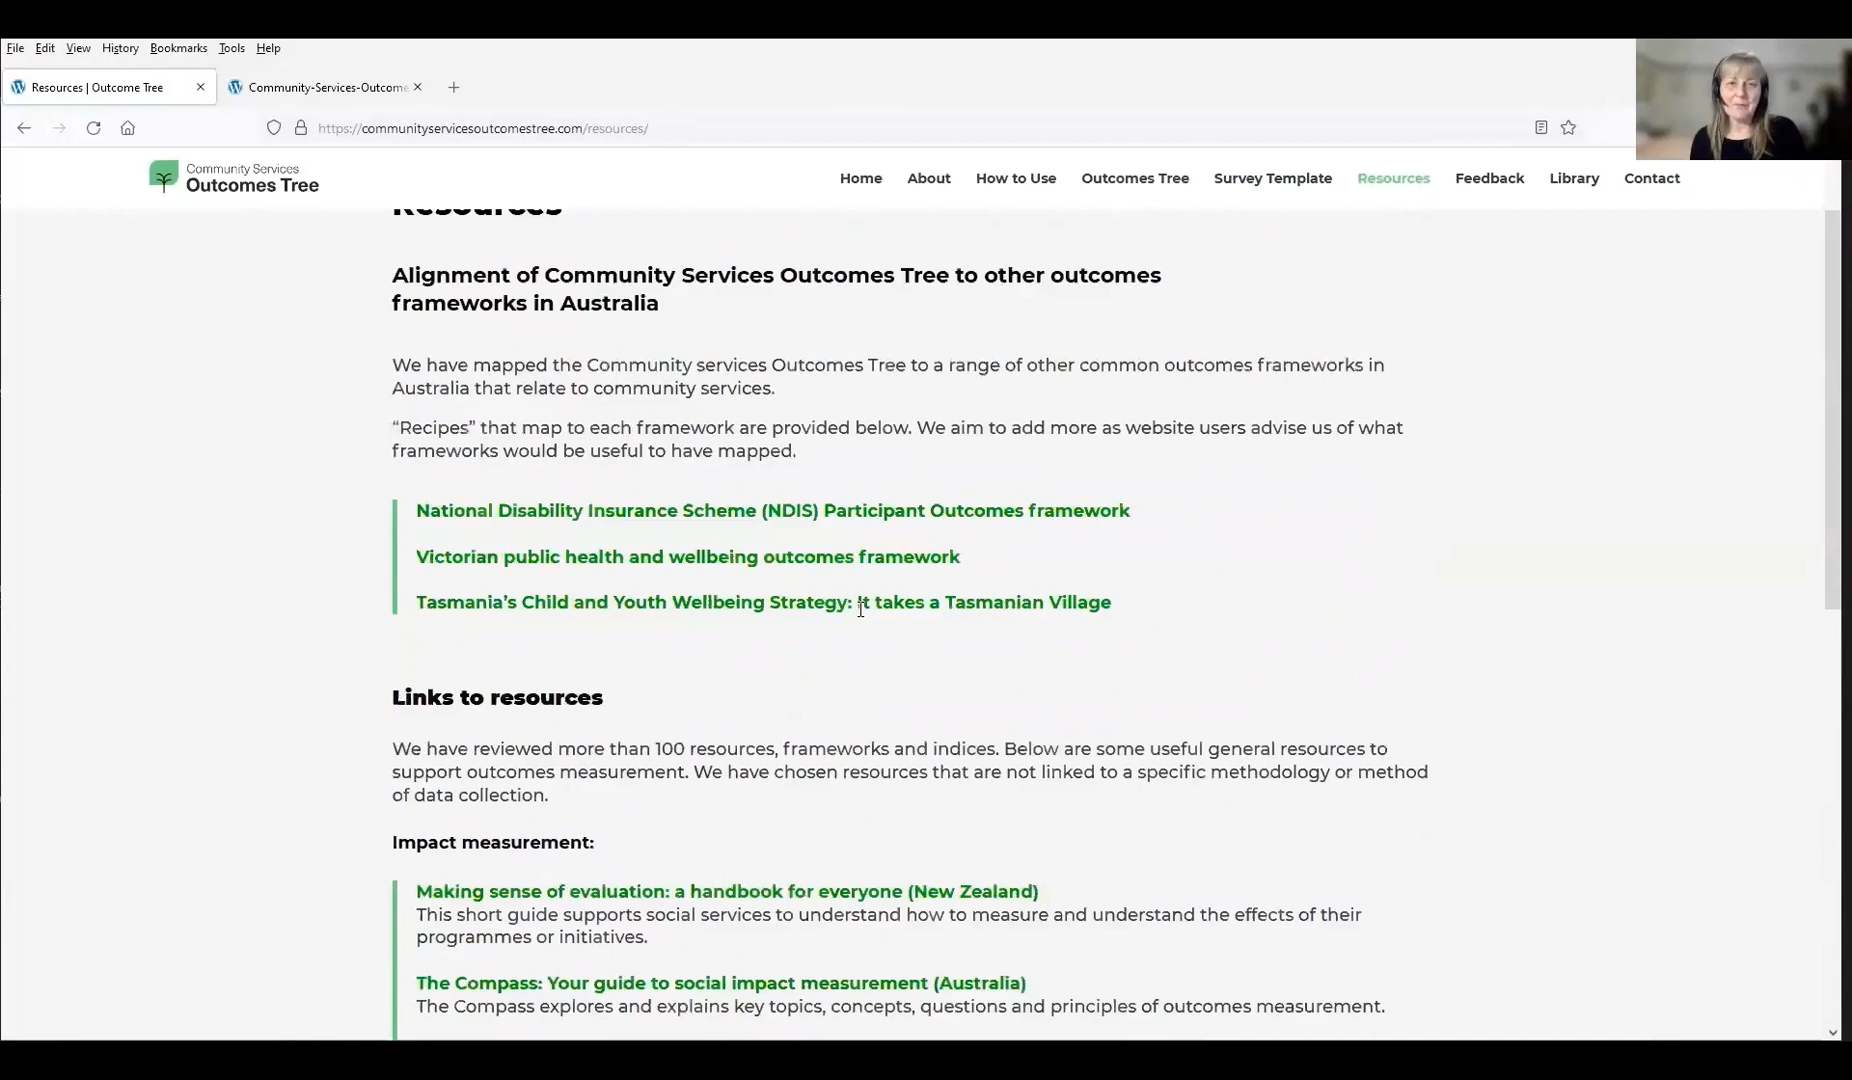 File Edit View History Bookmarks Tools Help
Resources | Outcome Tree
Community-Services-Outcome
https://communityservicesoutcomestree.com/resources/
Community Services
Outcomes Tree
Home About How to Use Outcomes Tree Survey Template Resources Feedback Library Contact
Resources
Alignment of Community Services Outcomes Tree to other outcomes
frameworks in Australia
We have mapped the Community services Outcomes Tree to a range of other common outcomes frameworks in
Australia that relate to community services.
“Recipes” that map to each framework are provided below. We aim to add more as website users advise us of what
frameworks would be useful to have mapped.
National Disability Insurance Scheme (NDIS) Participant Outcomes framework
Victorian public health and wellbeing outcomes framework
Tasmania’s Child and Youth Wellbeing Strategy: it takes a Tasmanian Village
Links to resources
We have reviewed more than 100 resources, frameworks and indices. Below are some useful general resources to
support outcomes measurement. We have chosen resources that are not linked to a specific methodology or method
of data collection.
Impact measurement:
Making sense of evaluation: a handbook for everyone (New Zealand)
This short guide supports social services to understand how to measure and understand the effects of their
programmes or initiatives.
The Compass: Your guide to social impact measurement (Australia)
The Compass explores and explains key topics, concepts, questions and principles of outcomes measurement.